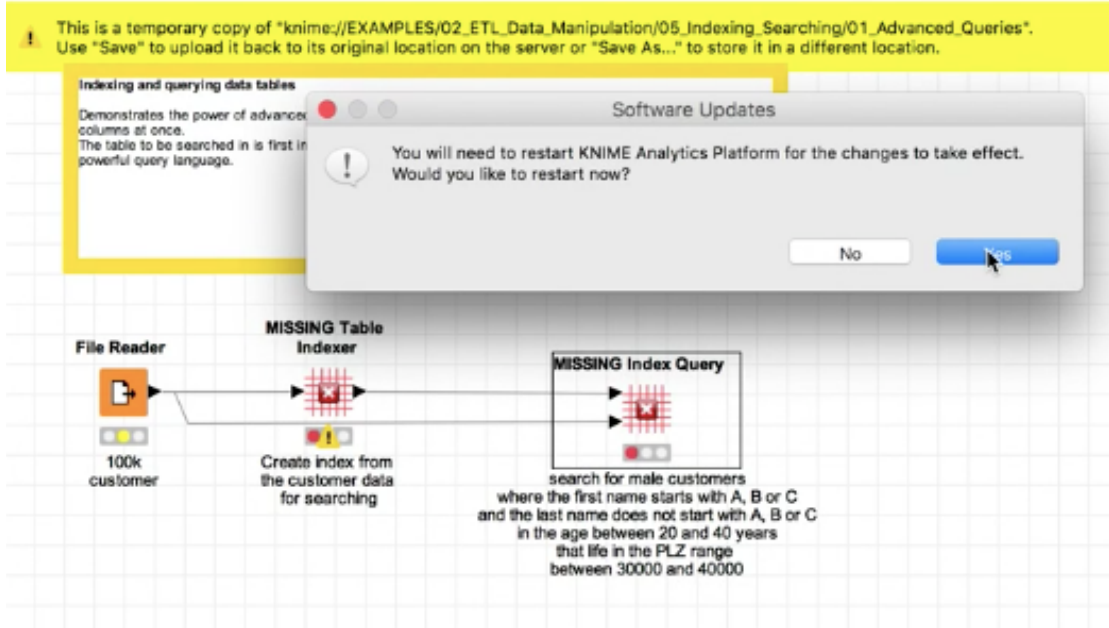 This is a temporary copy of "knime://EXAMPLES/02_ETL_Data_Manipulation/05_Indexing_Searching/01_Advanced_Queries".
Use "Save" to upload it back to its original location on the server or "Save As..." to store it in a different location.
Indexing and querying data tables
Demonstrates the power of advanced
columns at once.
The table to be searched in is first in
powerful query language.
Software Updates
You will need to restart KNIME Analytics Platform for the changes to take effect.
Would you like to restart now?
No
Yes
File Reader
100k
customer
MISSING Table
Indexer
Create index from
the customer data
for searching
MISSING Index Query
search for male customers
where the first name starts with A, B or C
and the last name does not start with A, B or C
in the age between 20 and 40 years
that life in the PLZ range
between 30000 and 40000